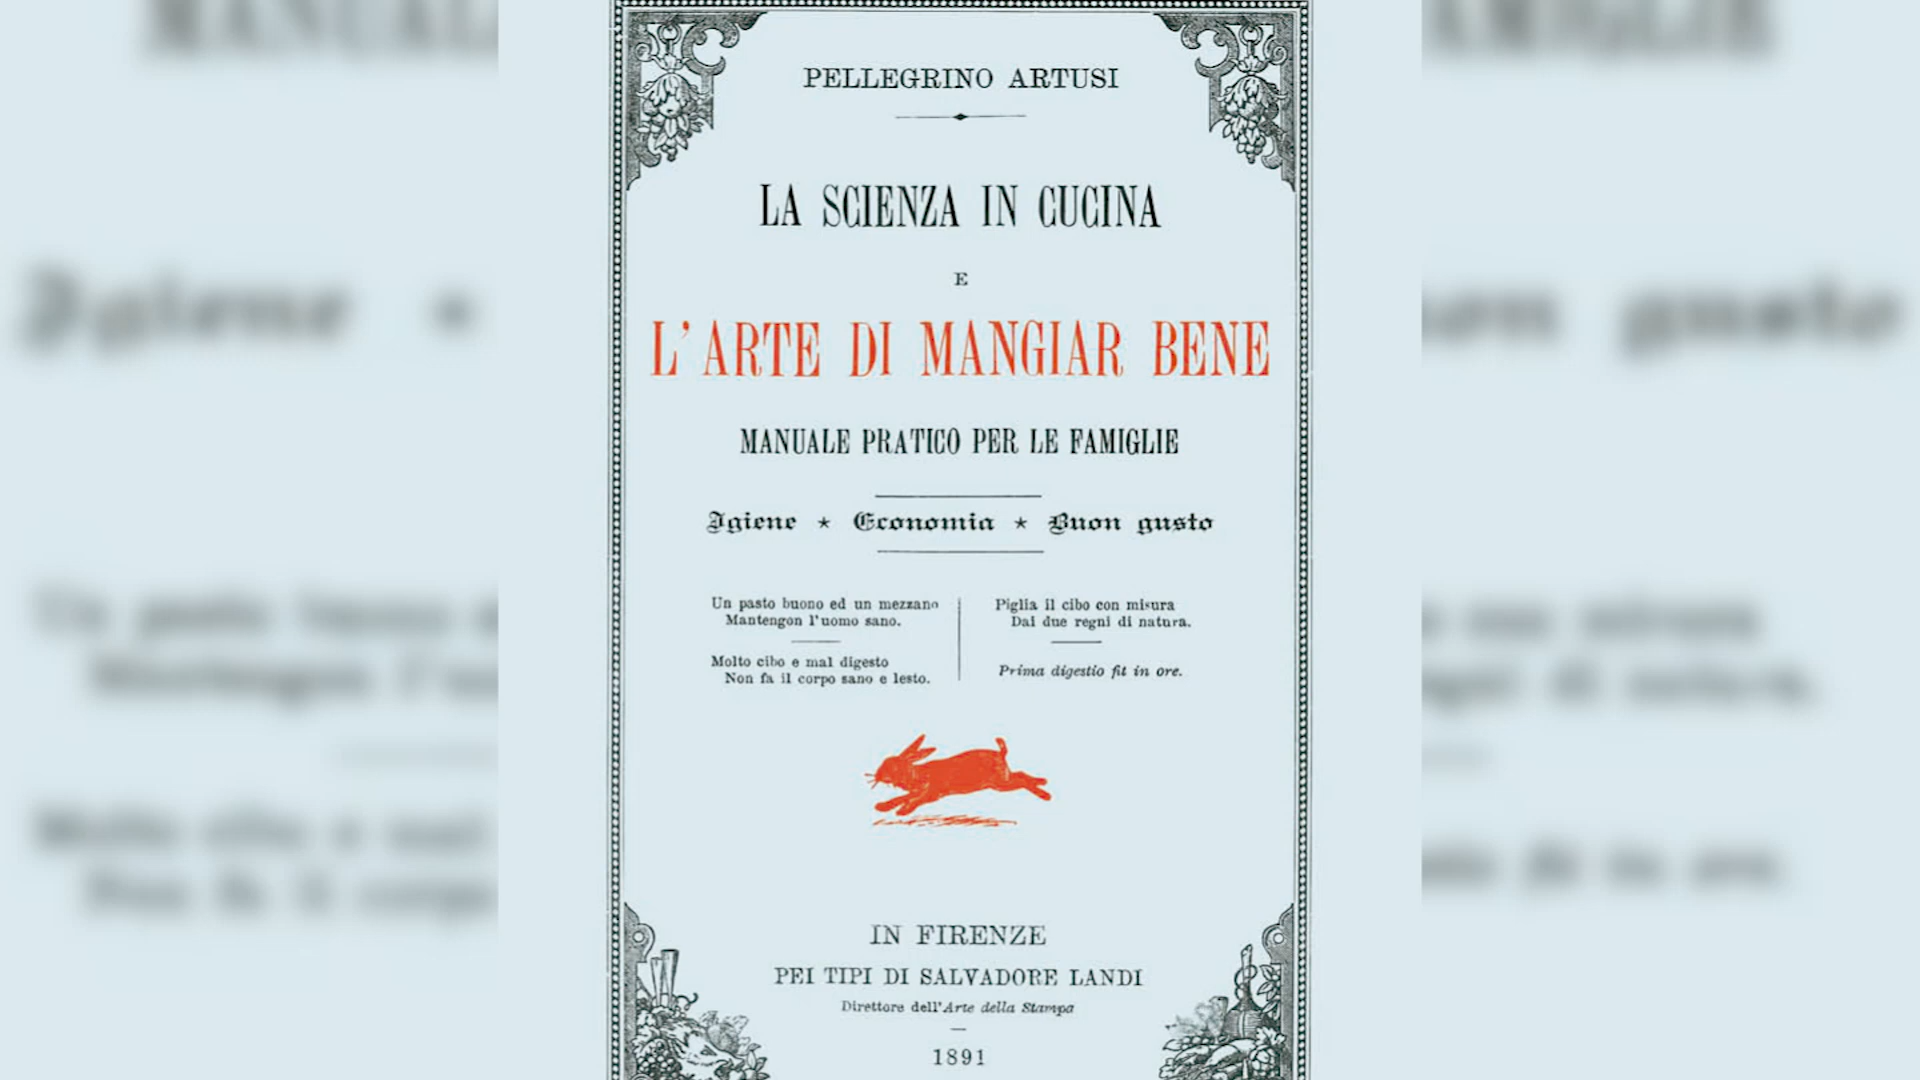 PELLEGRINO ARTUSI
LA SCIENZA IN CUCINA
E
L'ARTE DI MANGIAR BENE
MANUALE PRATICO PER LE FAMIGLIE
Igiene ★ Economia ★ Buon gusto
Un pasto buono ed un mezzano
Mantengon l'uomo sano.
Molto cibo e mal digesto
Non fa il corpo sano e lesto.
Piglia il cibo con misura
Dai due regni di natura.
Prima digestio fit in ore.
IN FIRENZE
PEI TIPI DI SALVADORE LANDI
Direttore dell'Arte della Stampa
1891